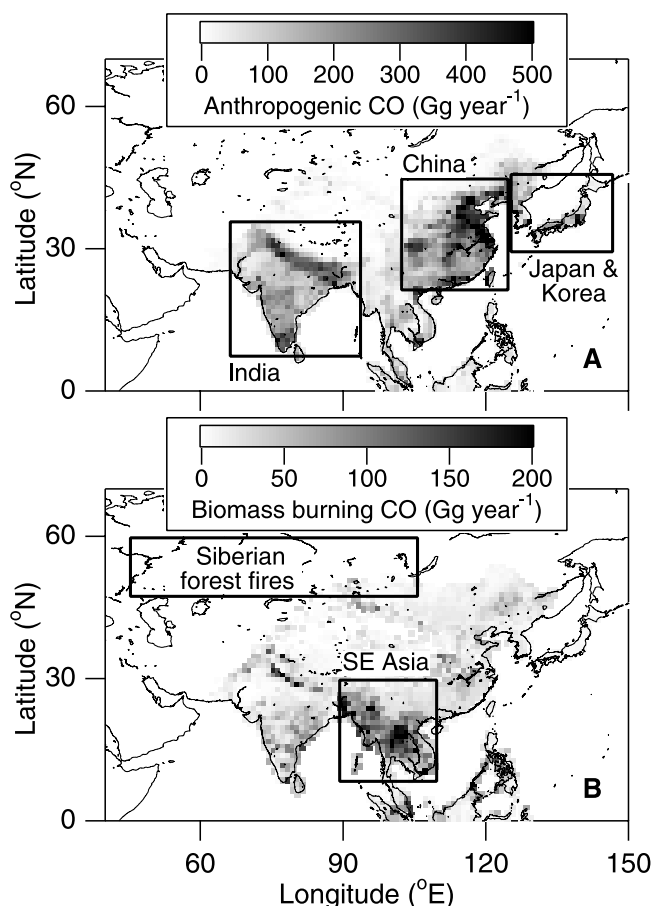 0 100 200 300 400 500
Anthropogenic CO (Gg year⁻¹)
60
30
0
Latitude (°N)
China
Japan &
Korea
India
A
0 50 100 150 200
Biomass burning CO (Gg year⁻¹)
60
30
0
Latitude (°N)
Siberian
forest fires
SE Asia
B
60 90 120 150
Longitude (°E)